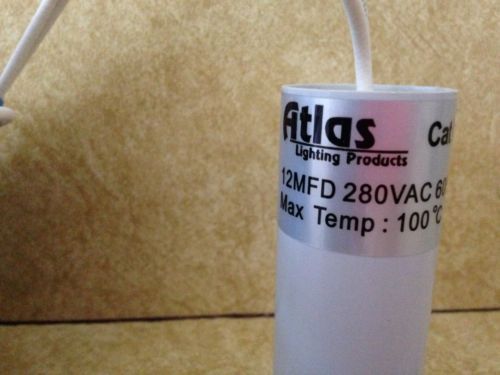 Atlas
Lighting Products
Cat
12MFD 280VAC 60
Max Temp : 100°C